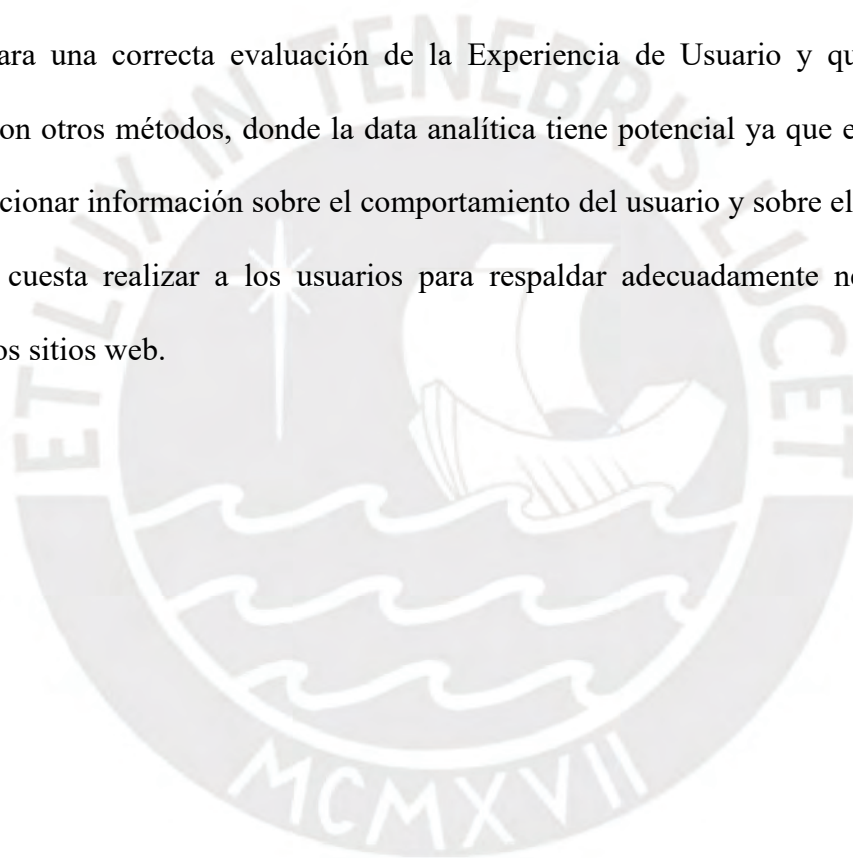 ara una correcta evaluación de la Experiencia de Usuario y qu
on otros métodos, donde la data analítica tiene potencial ya que e
cionar información sobre el comportamiento del usuario y sobre el
cuesta realizar a los usuarios para respaldar adecuadamente n
os sitios web.
ET LUX IN TENEBRIS LUCET
MCMXVII